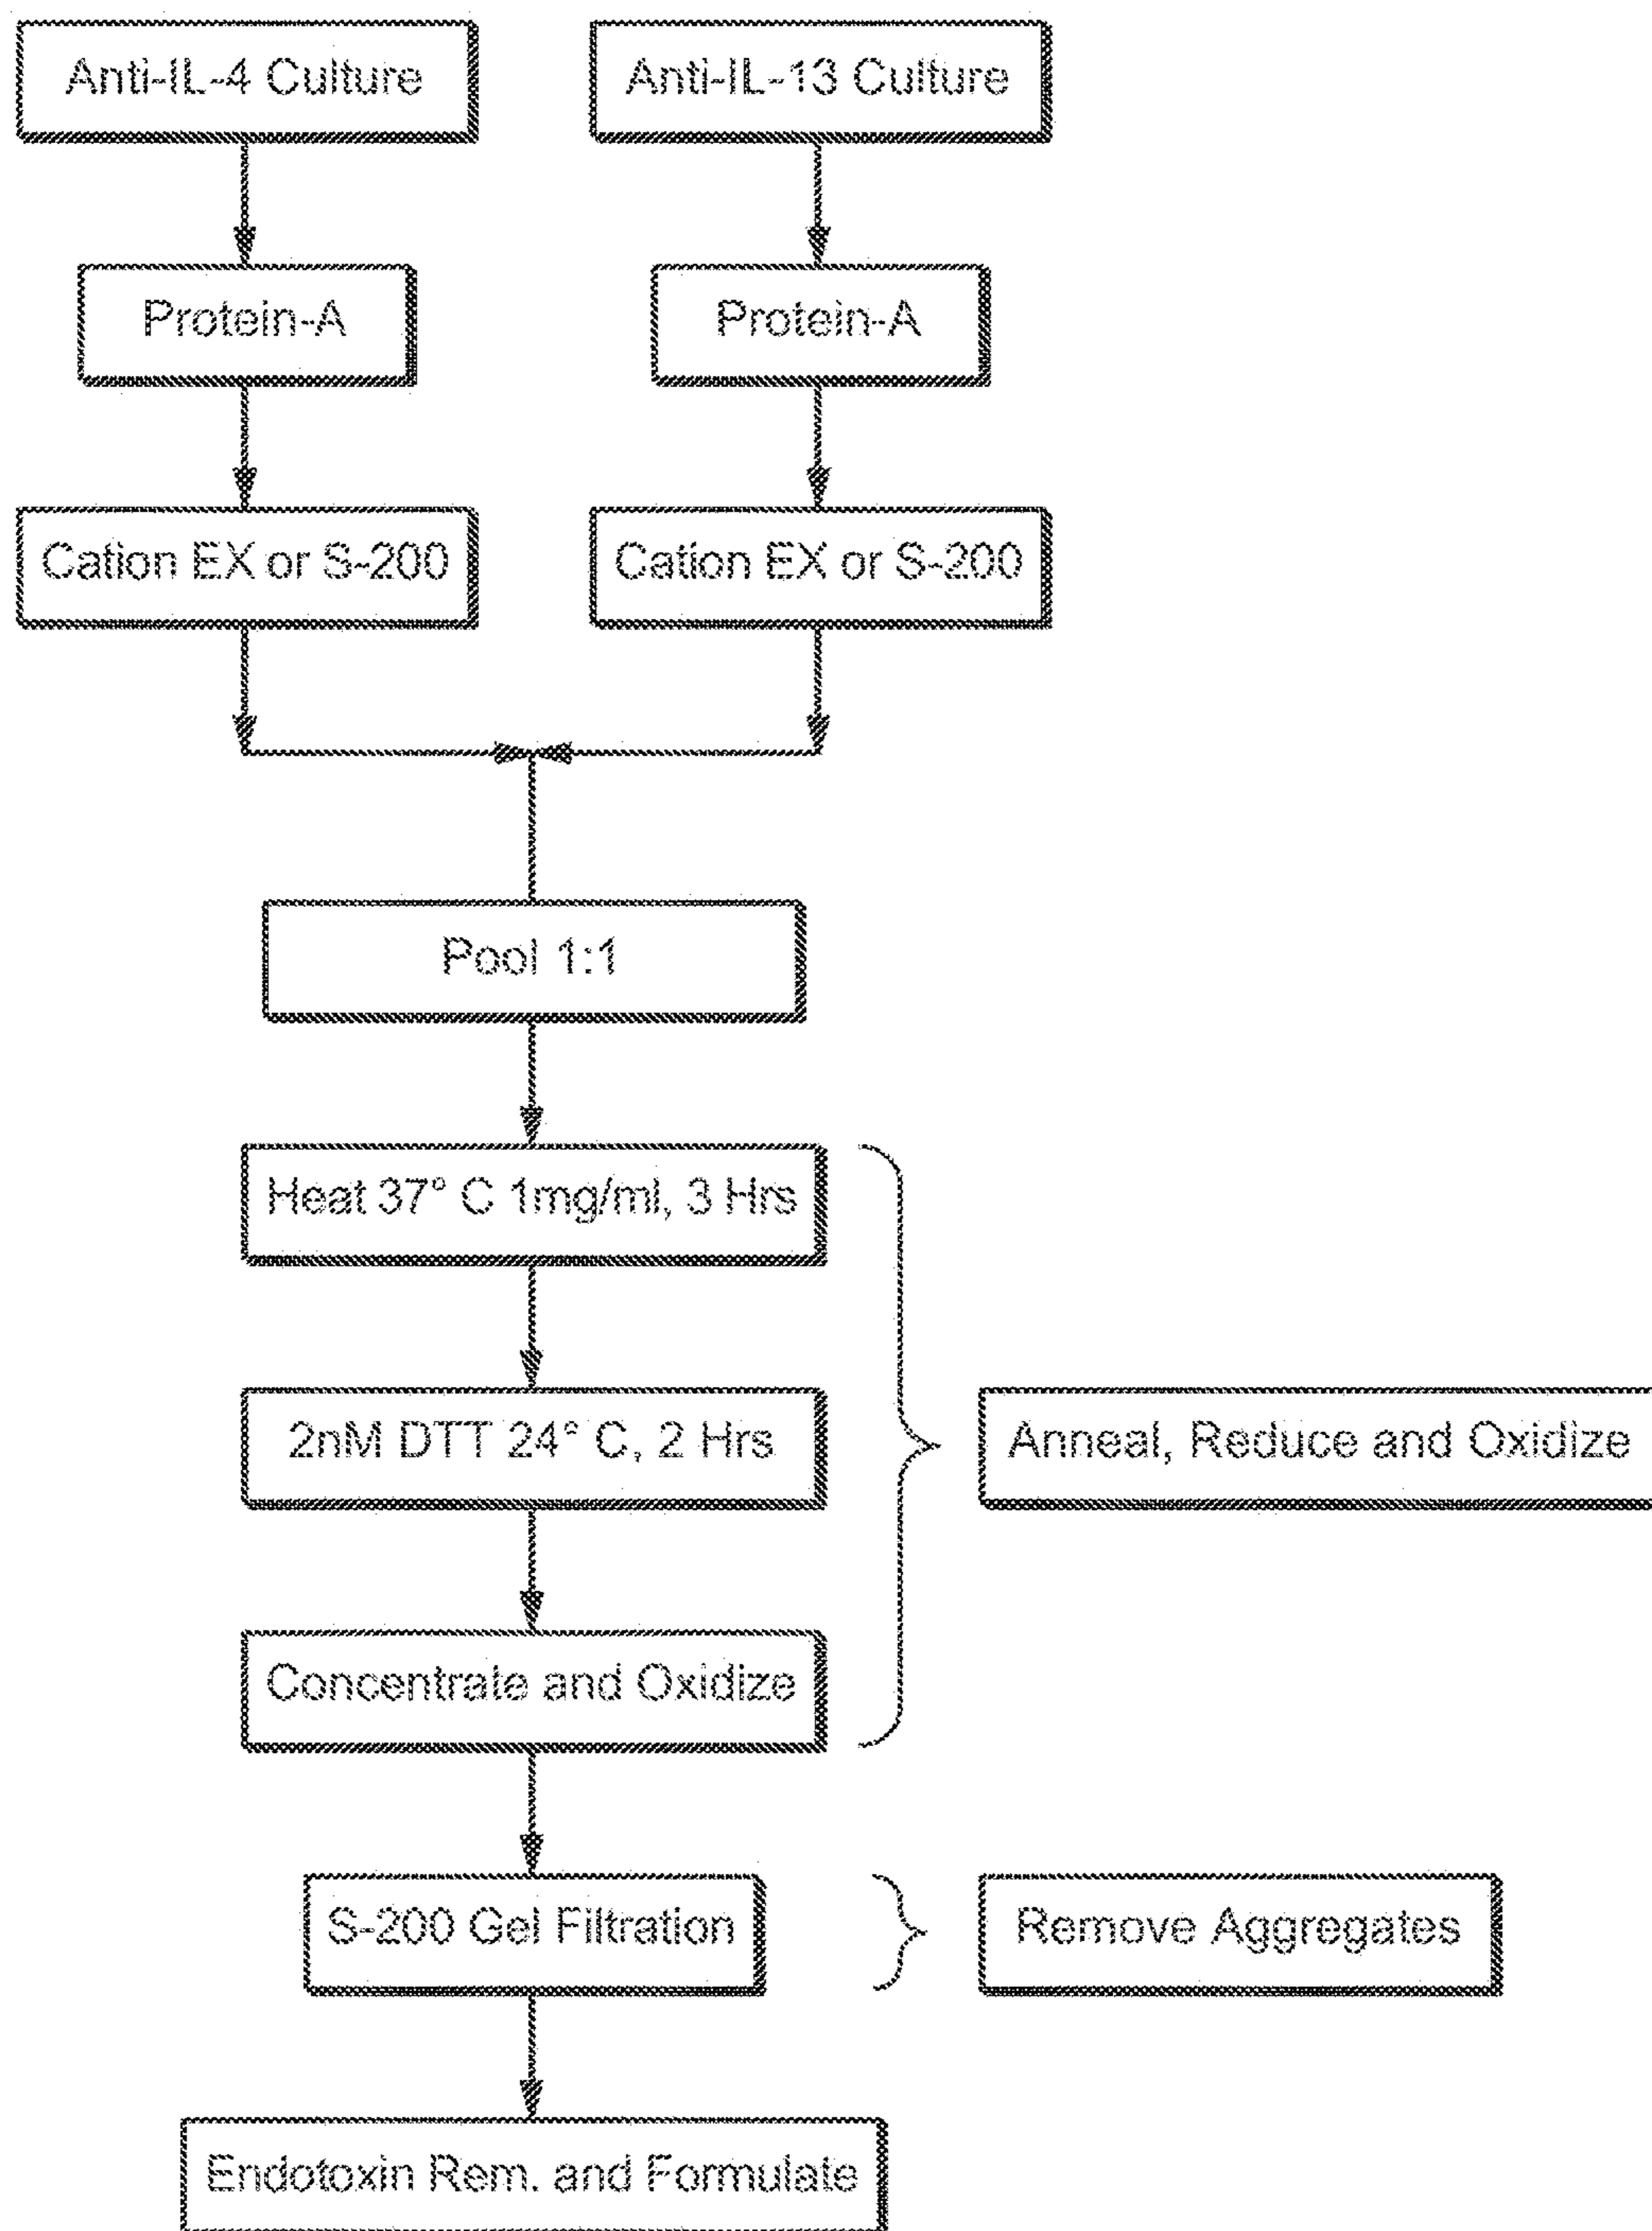 Anti-IL-4 Culture
Anti-IL-13 Culture
Protein-A
Protein-A
Cation EX or S-200
Cation EX or S-200
Pool 1:1
Heat 37° C 1mg/ml, 3 Hrs
2nM DTT 24° C, 2 Hrs
Anneal, Reduce and Oxidize
Concentrate and Oxidize
S-200 Gel Filtration
Remove Aggregates
Endotoxin Rem. and Formulate